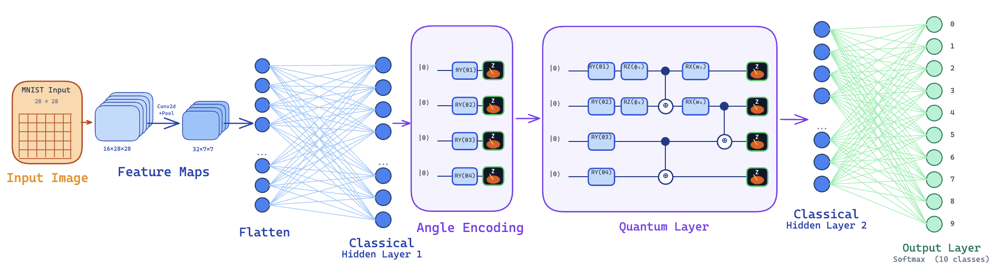 MNIST Input
28 × 28
Input Image
16×28×28
Conv2d
+Pool
32×7×7
Feature Maps
...
Flatten
...
Classical
Hidden Layer 1
|0⟩ RY(θ1) Z
|0⟩ RY(θ2) Z
|0⟩ RY(θ3) Z
|0⟩ RY(θ4) Z
Angle Encoding
|0⟩ RY(θ1) RZ(ϕ₁) RX(w₁) Z
|0⟩ RY(θ2) RZ(ϕ₂) ⊕ RX(w₂) Z
|0⟩ RY(θ3) ⊕ Z
|0⟩ RY(θ4) ⊕ Z
Quantum Layer
...
Classical
Hidden Layer 2
0
1
2
3
4
5
6
7
8
9
Output Layer
Softmax (10 classes)